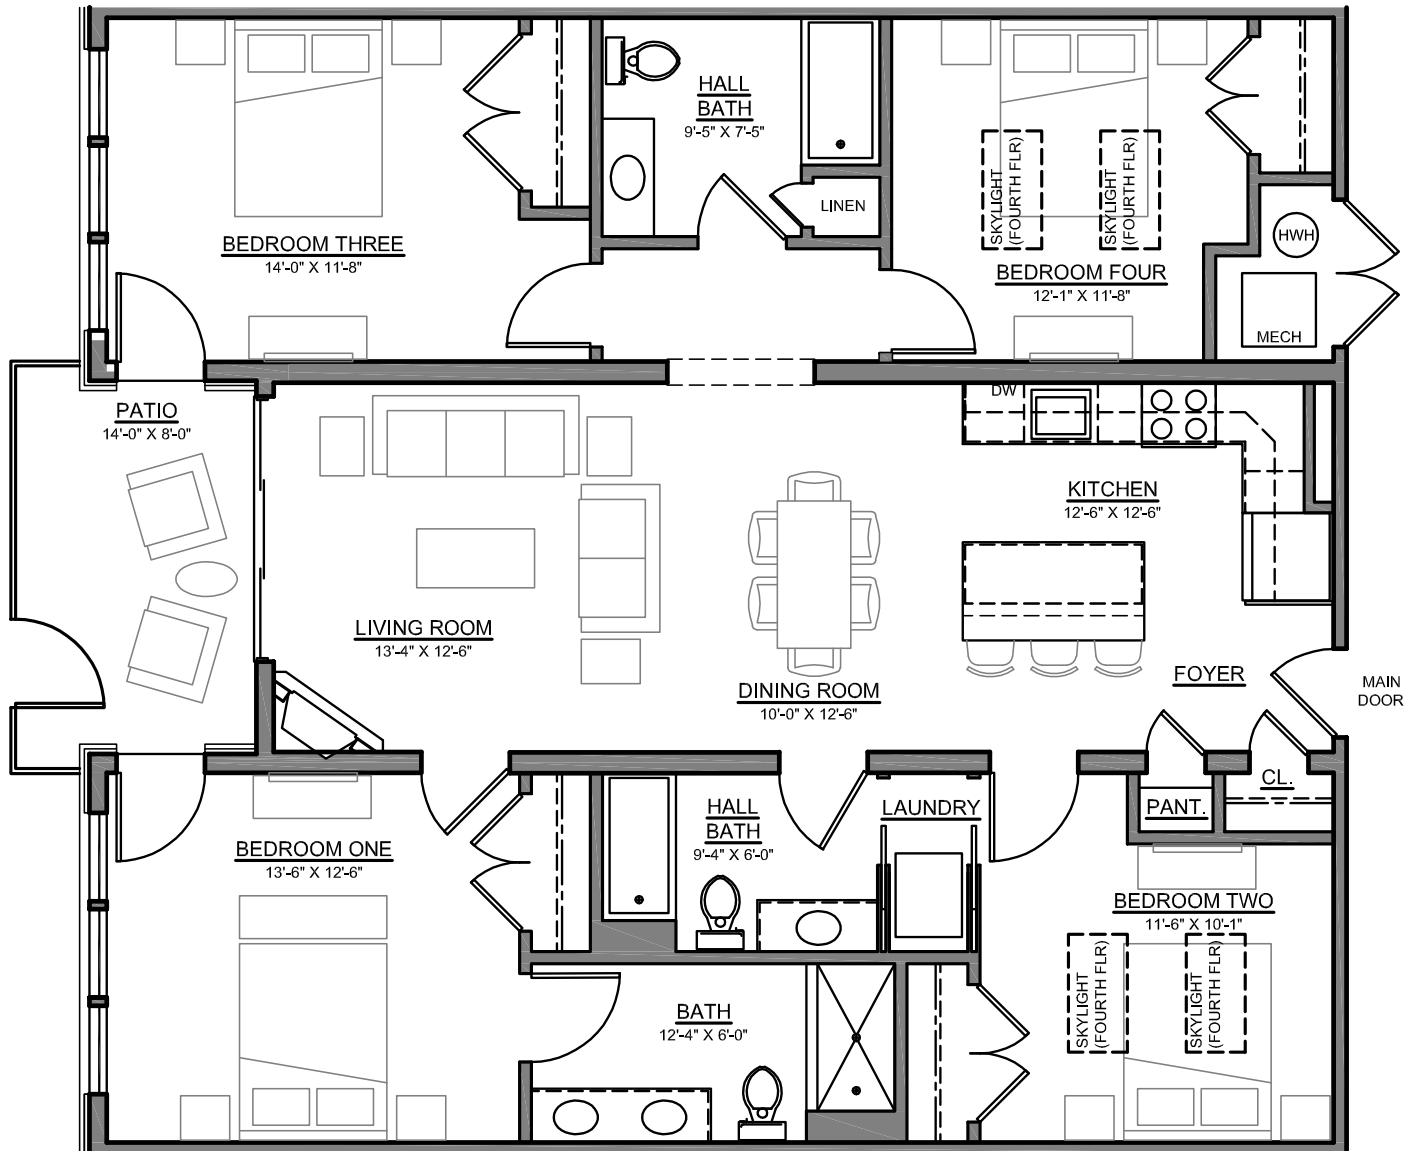 HALL
BATH
9'-5" X 7'-5"
LINEN
SKYLIGHT
(FOURTH FLR)
SKYLIGHT
(FOURTH FLR)
HWH
BEDROOM THREE
14'-0" X 11'-8"
BEDROOM FOUR
12'-1" X 11'-8"
MECH
PATIO
14'-0" X 8'-0"
DW
KITCHEN
12'-6" X 12'-6"
LIVING ROOM
13'-4" X 12'-6"
FOYER
MAIN
DOOR
DINING ROOM
10'-0" X 12'-6"
CL.
HALL
BATH
9'-4" X 6'-0"
LAUNDRY
PANT.
BEDROOM ONE
13'-6" X 12'-6"
BEDROOM TWO
11'-6" X 10'-1"
SKYLIGHT
(FOURTH FLR)
SKYLIGHT
(FOURTH FLR)
BATH
12'-4" X 6'-0"